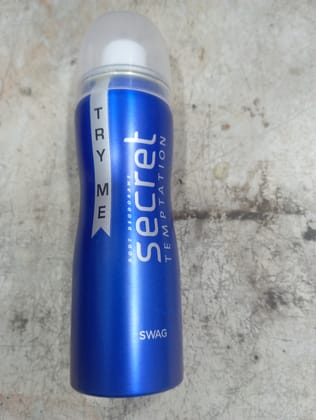 TRY ME
BODY DEODORANT
secret
TEMPTATION
SWAG